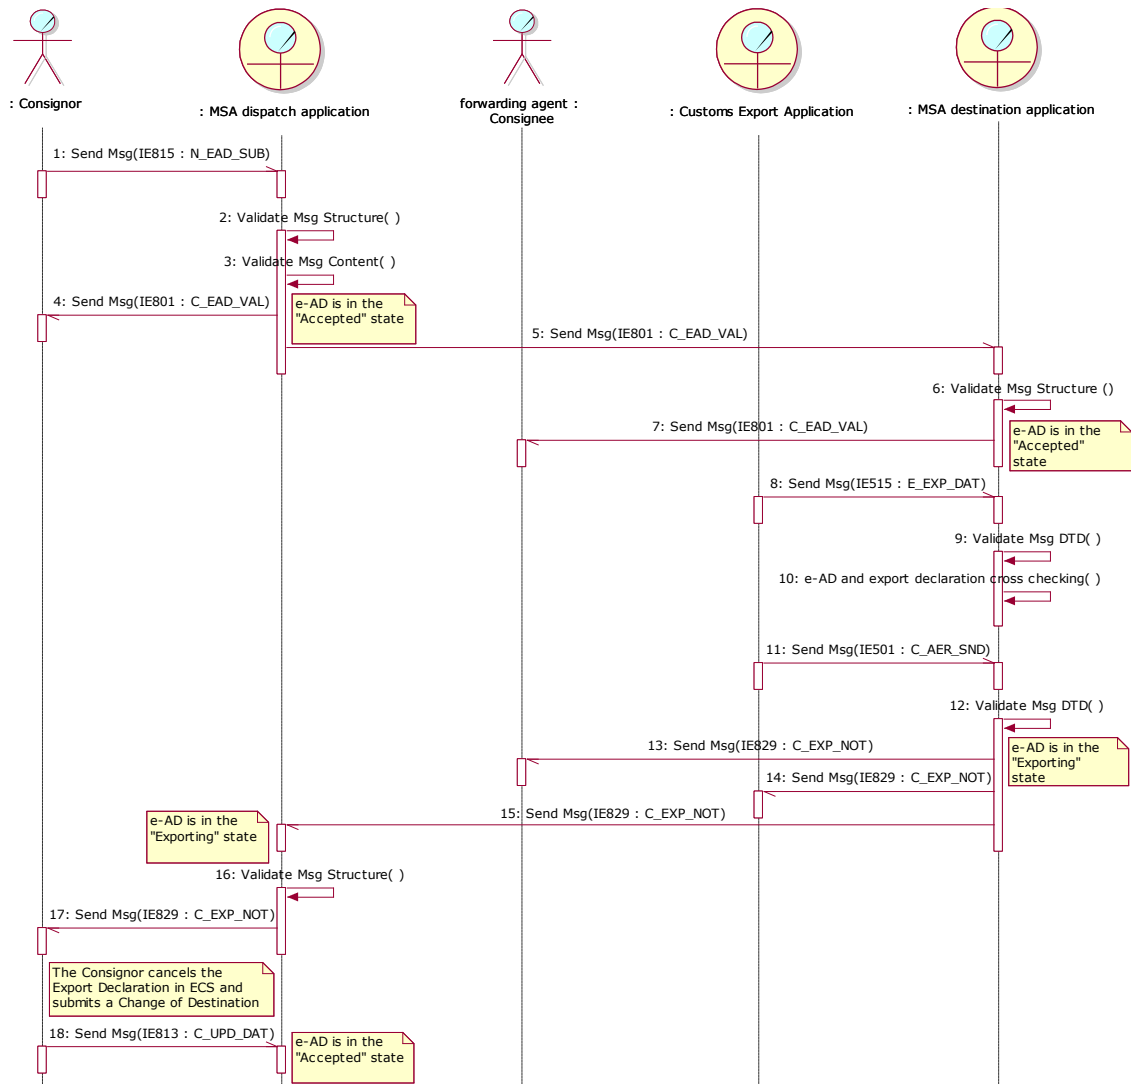 : Consignor
: MSA dispatch application
forwarding agent :
Consignee
: Customs Export Application
: MSA destination application
1: Send Msg(IE815 : N_EAD_SUB)
2: Validate Msg Structure( )
3: Validate Msg Content( )
4: Send Msg(IE801 : C_EAD_VAL)
e-AD is in the
"Accepted" state
5: Send Msg(IE801 : C_EAD_VAL)
6: Validate Msg Structure ()
7: Send Msg(IE801 : C_EAD_VAL)
e-AD is in the
"Accepted"
state
8: Send Msg(IE515 : E_EXP_DAT)
9: Validate Msg DTD( )
10: e-AD and export declaration cross checking( )
11: Send Msg(IE501 : C_AER_SND)
12: Validate Msg DTD( )
13: Send Msg(IE829 : C_EXP_NOT)
e-AD is in the
"Exporting"
state
14: Send Msg(IE829 : C_EXP_NOT)
15: Send Msg(IE829 : C_EXP_NOT)
e-AD is in the
"Exporting" state
16: Validate Msg Structure( )
17: Send Msg(IE829 : C_EXP_NOT)
The Consignor cancels the
Export Declaration in ECS and
submits a Change of Destination
18: Send Msg(IE813 : C_UPD_DAT)
e-AD is in the
"Accepted" state